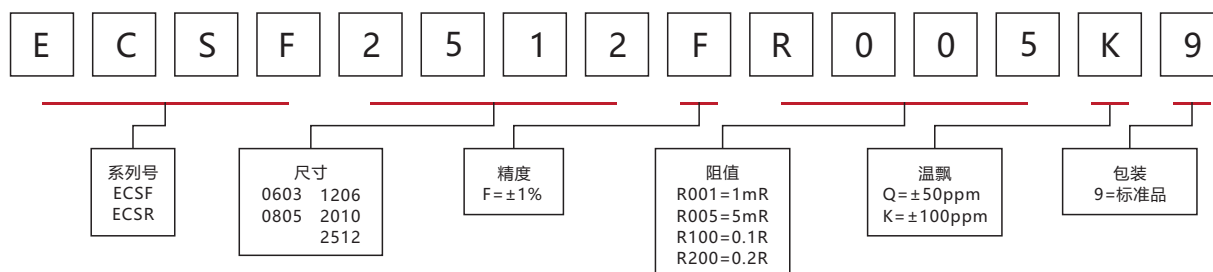 E C S F 2 5 1 2 F R 0 0 5 K 9
系列号
ECSF
ECSR
尺寸
0603 1206
0805 2010
2512
精度
F=±1%
阻值
R001=1mR
R005=5mR
R100=0.1R
R200=0.2R
温飘
Q=±50ppm
K=±100ppm
包装
9=标准品